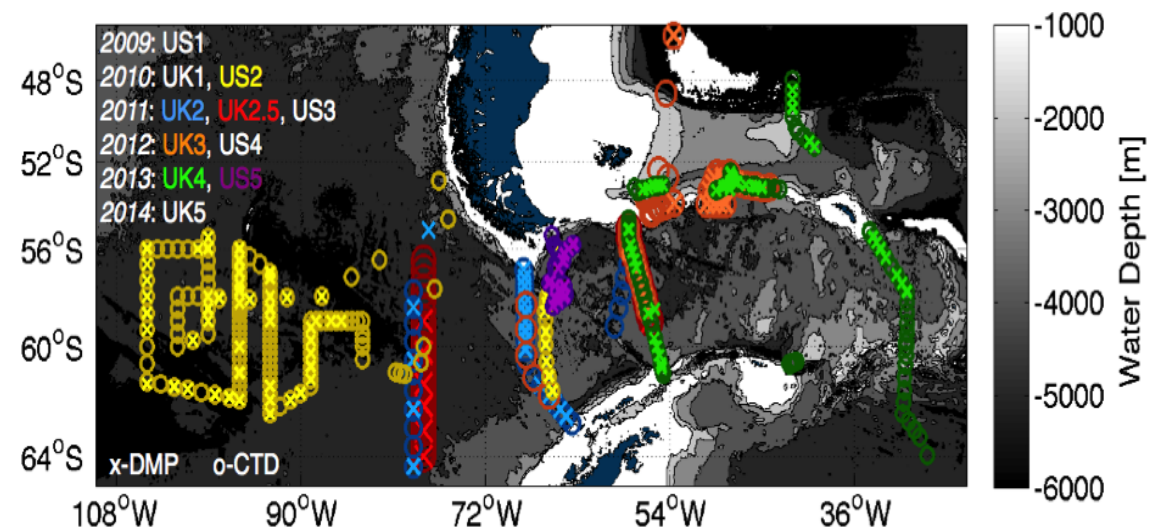 2009: US1
2010: UK1, US2
2011: UK2, UK2.5, US3
2012: UK3, US4
2013: UK4, US5
2014: UK5
x-DMP o-CTD
48°S
52°S
56°S
60°S
64°S
108°W 90°W 72°W 54°W 36°W
-1000
-2000
-3000
-4000
-5000
-6000
Water Depth [m]